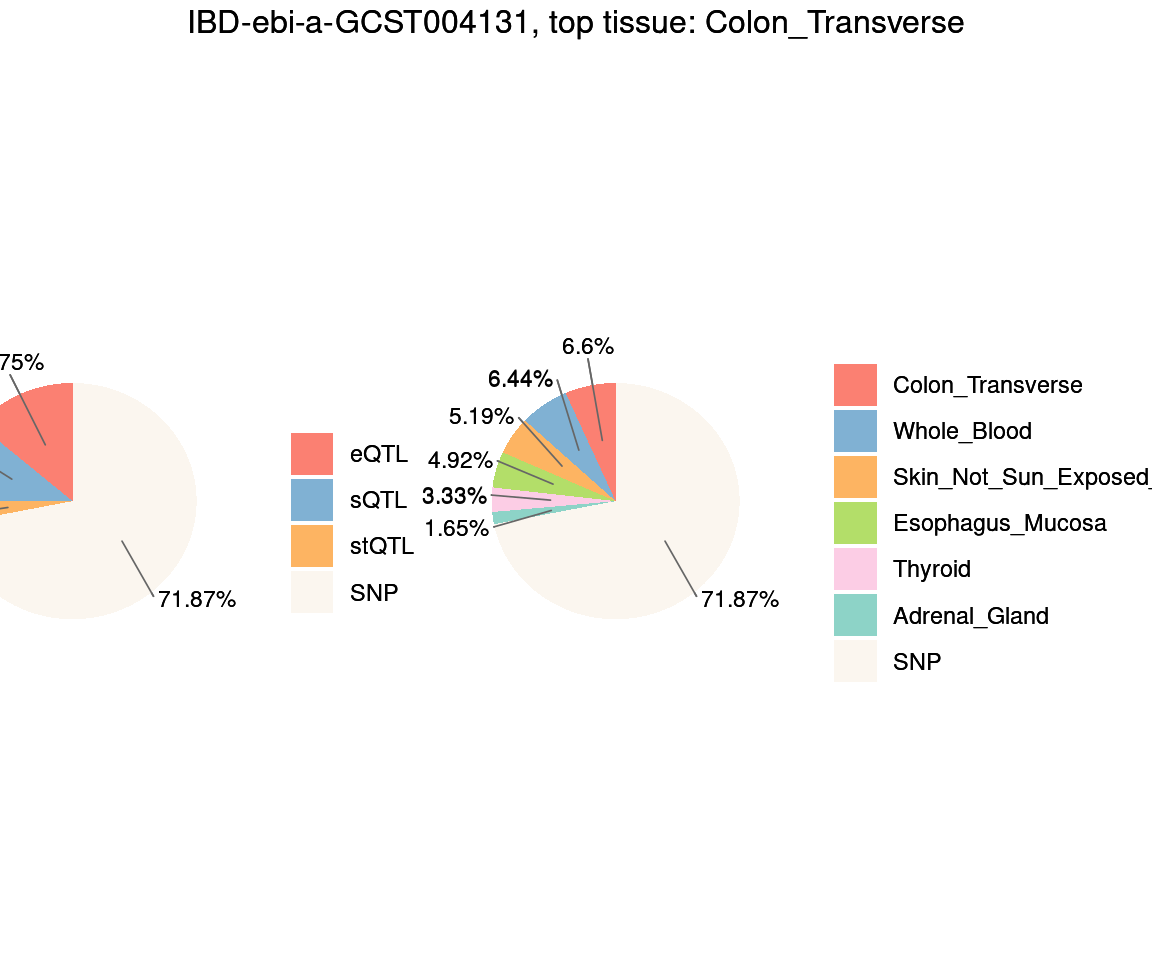 IBD-ebi-a-GCST004131, top tissue: Colon_Transverse
75%
71.87%
eQTL
sQTL
stQTL
SNP
6.6%
6.44%
5.19%
4.92%
3.33%
1.65%
71.87%
Colon_Transverse
Whole_Blood
Skin_Not_Sun_Exposed_
Esophagus_Mucosa
Thyroid
Adrenal_Gland
SNP